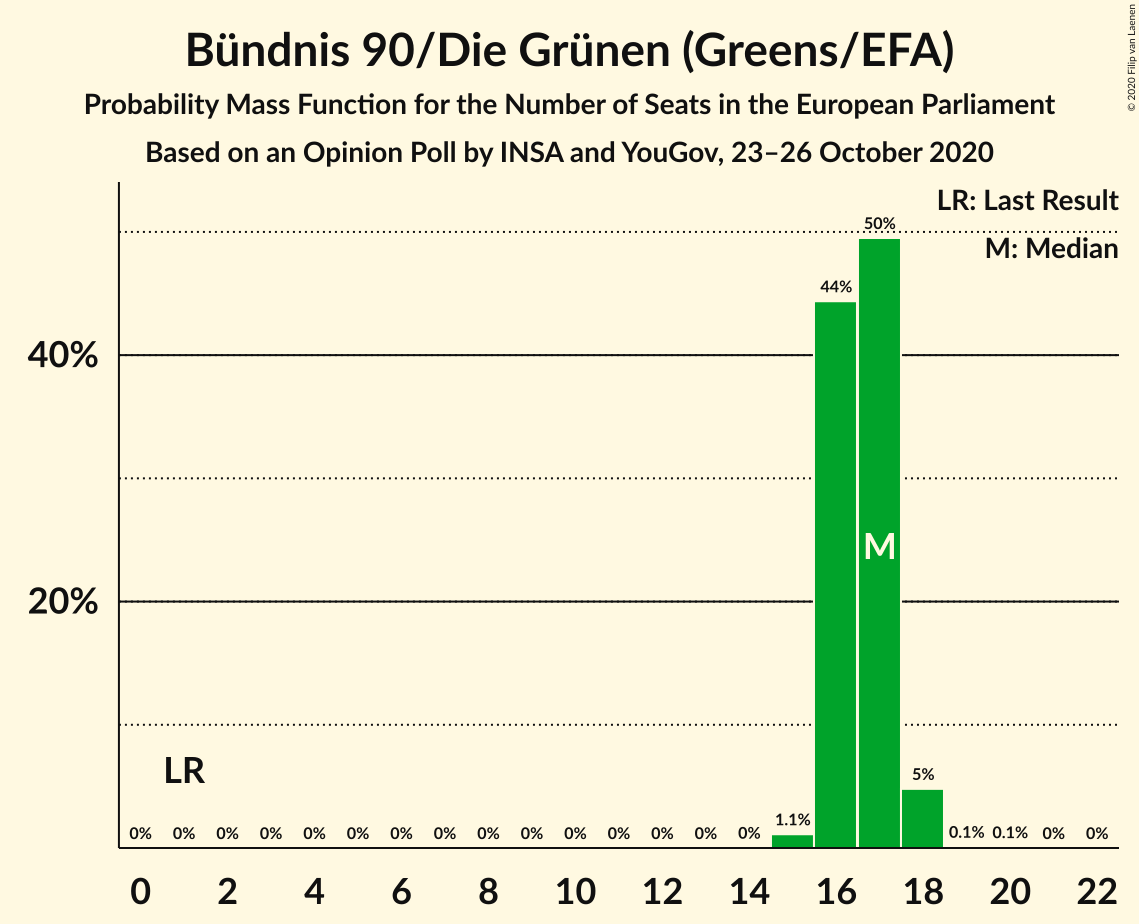 Bündnis 90/Die Grünen (Greens/EFA)
Probability Mass Function for the Number of Seats in the European Parliament
Based on an Opinion Poll by INSA and YouGov, 23–26 October 2020
© 2020 Filip van Laenen
LR: Last Result
M: Median
50%
44%
40%
M
20%
LR
5%
1.1%
0% 0% 0% 0% 0% 0% 0% 0% 0% 0% 0% 0% 0% 0% 0% 0.1% 0.1% 0% 0%
0 2 4 6 8 10 12 14 16 18 20 22